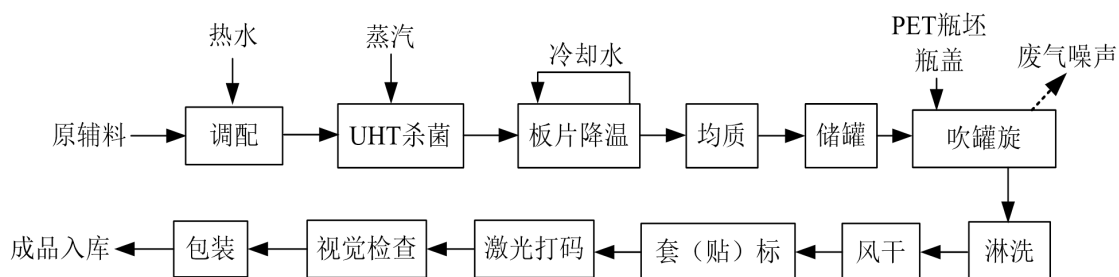 热水
蒸汽
冷却水
PET瓶坯
瓶盖
废气噪声
原辅料
调配
UHT杀菌
板片降温
均质
储罐
吹罐旋
成品入库
包装
视觉检查
激光打码
套（贴）标
风干
淋洗